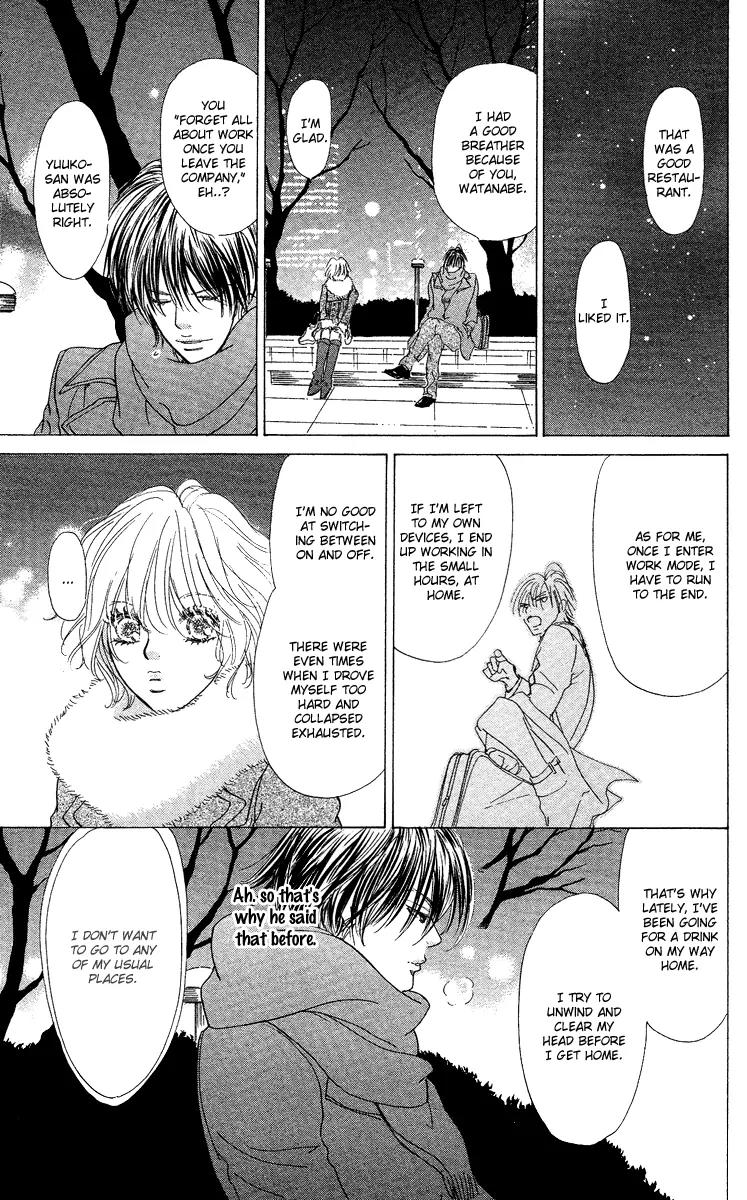 THAT
WAS A
GOOD
RESTAU-
RANT.
I
LIKED IT.
I HAD
A GOOD
BREATHER
BECAUSE
OF YOU,
WATANABE.
I'M
GLAD.
YOU
"FORGET ALL
ABOUT WORK
ONCE YOU
LEAVE THE
COMPANY,"
EH..?
YUUKO-
SAN WAS
ABSO-
LUTELY
RIGHT.
AS FOR ME,
ONCE I ENTER
WORK MODE, I
HAVE TO RUN
TO THE END.
IF I'M LEFT
TO MY OWN
DEVICES, I END
UP WORKING IN
THE SMALL
HOURS, AT
HOME.
I'M NO GOOD
AT SWITCH-
ING BETWEEN
ON AND OFF.
THERE WERE
EVEN TIMES
WHEN I DROVE
MYSELF TOO
HARD AND
COLLAPSED
EXHAUSTED.
...
THAT'S WHY
LATELY, I'VE
BEEN GOING
FOR A DRINK
ON MY WAY
HOME.
I TRY TO
UNWIND AND
CLEAR MY
HEAD BEFORE
I GET HOME.
Ah. so that's
why he said
that before.
I DON'T WANT
TO GO TO ANY
OF MY USUAL
PLACES.